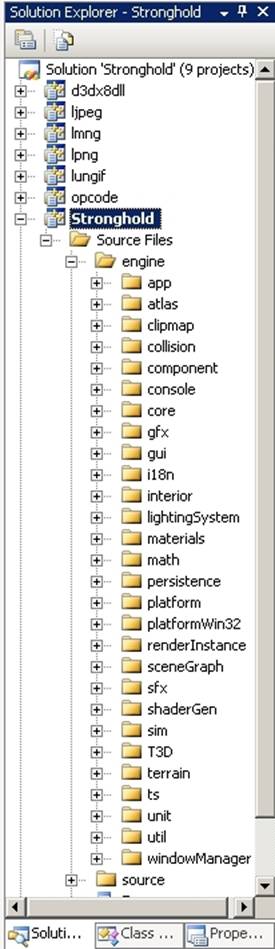 Solution Explorer - Stronghold
Solution 'Stronghold' (9 projects)
d3dx8dll
ljpeg
lmng
lpng
lungif
opcode
Stronghold
Source Files
engine
app
atlas
clipmap
collision
component
console
core
gfx
gui
i18n
interior
lightingSystem
materials
math
persistence
platform
platformWin32
renderInstance
sceneGraph
sfx
shaderGen
sim
T3D
terrain
ts
unit
util
windowManager
source
Soluti...
Class ...
Prope...